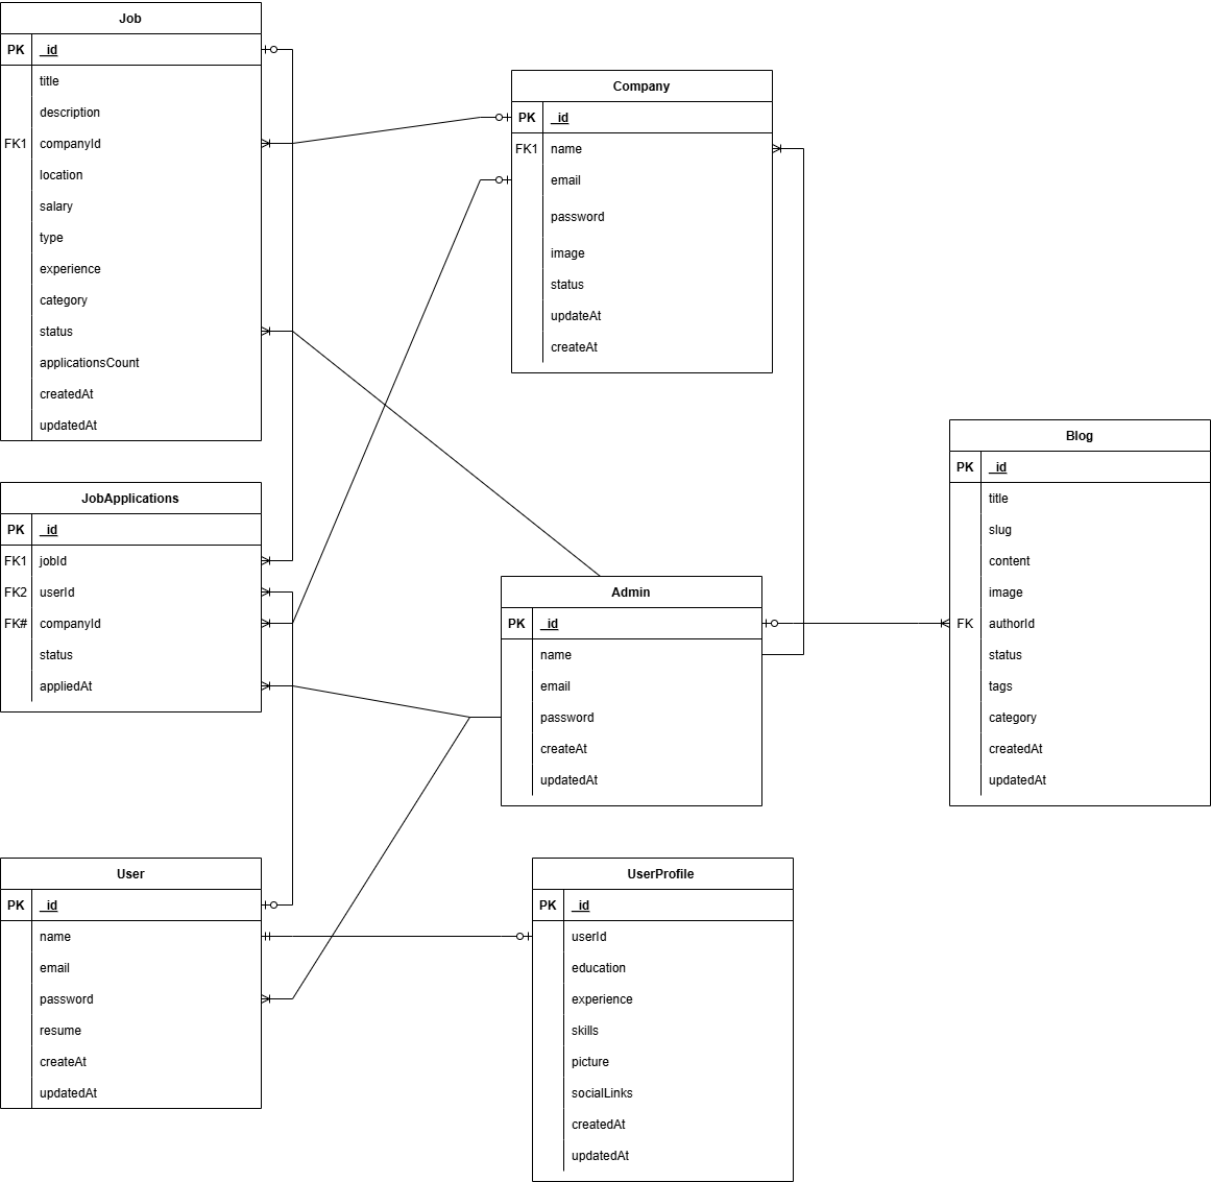 Job
PK _id
title
description
FK1 companyId
location
salary
type
experience
category
status
applicationsCount
createdAt
updatedAt
Company
PK _id
FK1 name
email
password
image
status
updateAt
createAt
JobApplications
PK _id
FK1 jobId
FK2 userId
FK# companyId
status
appliedAt
Admin
PK _id
name
email
password
createAt
updatedAt
Blog
PK _id
title
slug
content
image
FK authorId
status
tags
category
createdAt
updatedAt
User
PK _id
name
email
password
resume
createAt
updatedAt
UserProfile
PK _id
userId
education
experience
skills
picture
socialLinks
createdAt
updatedAt